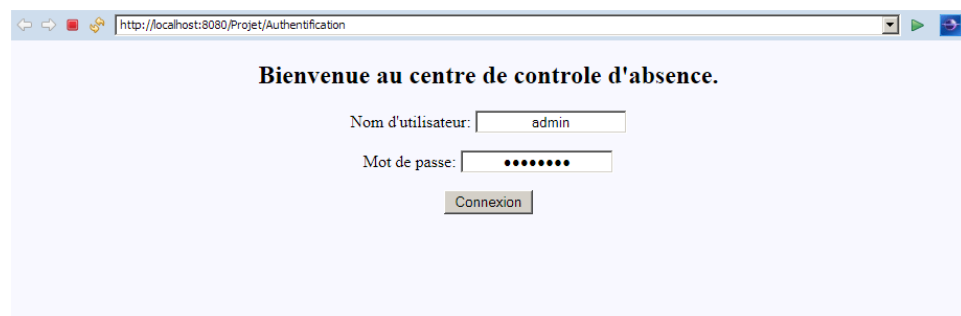 http://localhost:8080/Projet/Authentification
Bienvenue au centre de controle d'absence.
Nom d'utilisateur: admin
Mot de passe: ••••••••
Connexion